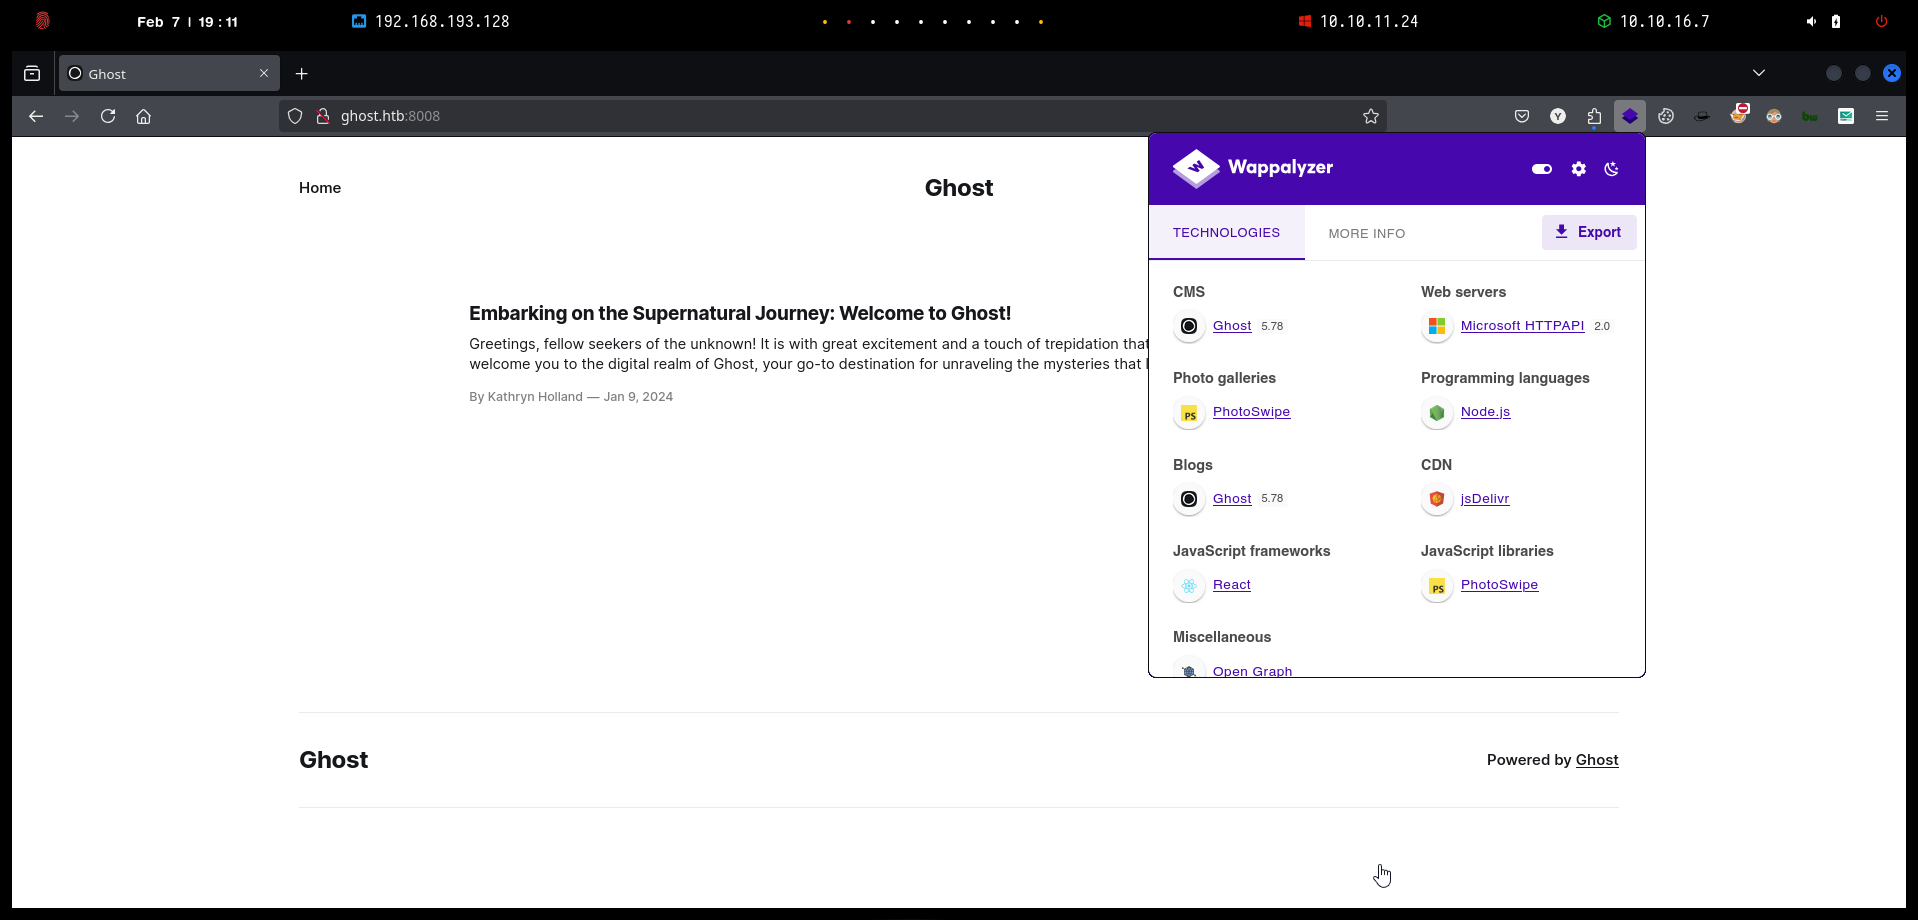 Feb 7 | 19:11
192.168.193.128
10.10.11.24
10.10.16.7
Ghost
ghost.htb:8008
Y
bw
Home
Ghost
Embarking on the Supernatural Journey: Welcome to Ghost!
Greetings, fellow seekers of the unknown! It is with great excitement and a touch of trepidation that
welcome you to the digital realm of Ghost, your go-to destination for unraveling the mysteries that
By Kathryn Holland — Jan 9, 2024
Wappalyzer
TECHNOLOGIES
MORE INFO
Export
CMS
Ghost 5.78
Web servers
Microsoft HTTPAPI 2.0
Photo galleries
PS PhotoSwipe
Programming languages
Node.js
Blogs
Ghost 5.78
CDN
jsDelivr
JavaScript frameworks
React
JavaScript libraries
PS PhotoSwipe
Miscellaneous
Open Graph
Ghost
Powered by Ghost